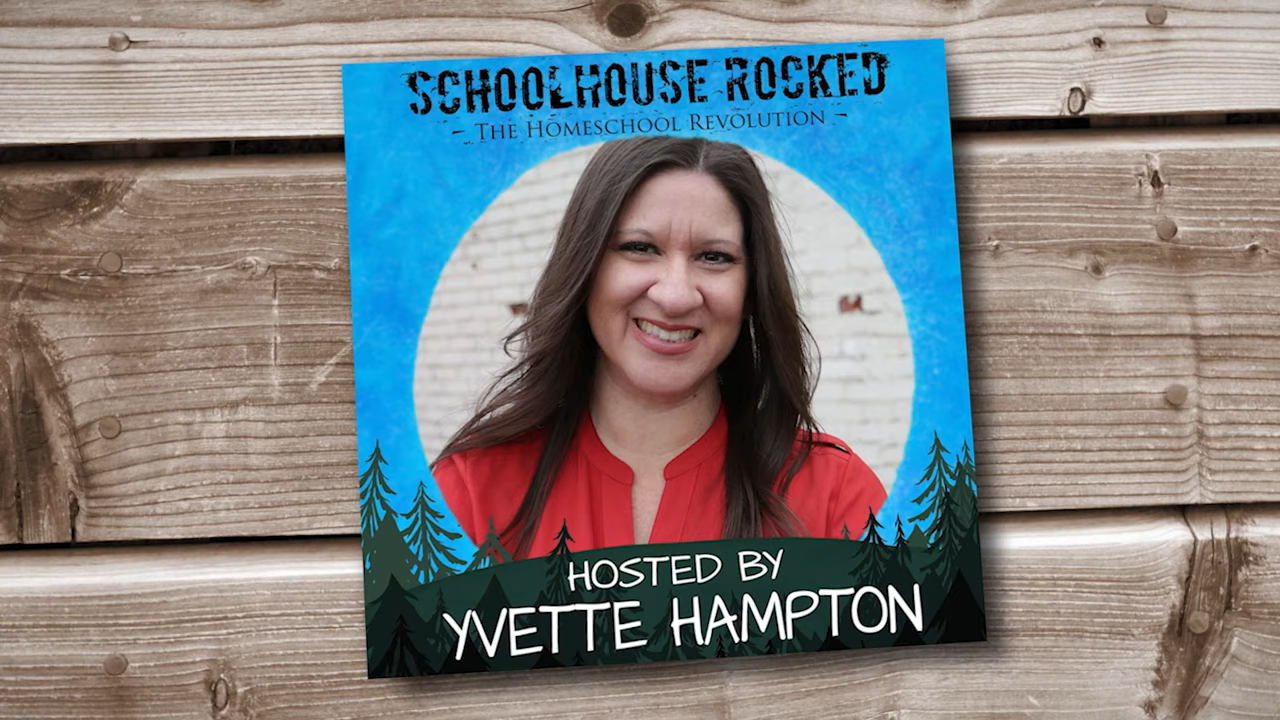 SCHOOLHOUSE ROCKED
– THE HOMESCHOOL REVOLUTION –
HOSTED BY
YVETTE HAMPTON